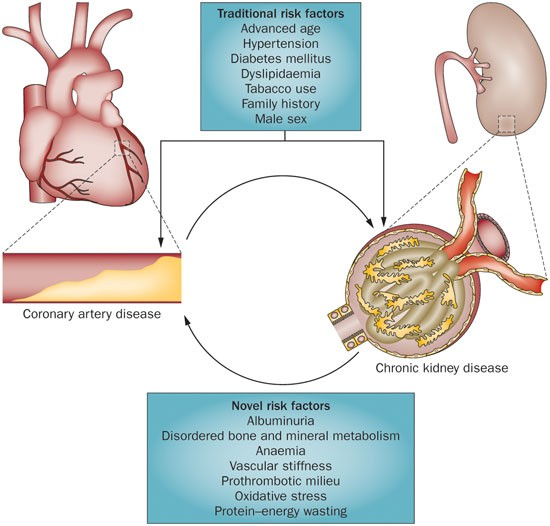 Traditional risk factors
Advanced age
Hypertension
Diabetes mellitus
Dyslipidaemia
Tabacco use
Family history
Male sex
Coronary artery disease
Chronic kidney disease
Novel risk factors
Albuminuria
Disordered bone and mineral metabolism
Anaemia
Vascular stiffness
Prothrombotic milieu
Oxidative stress
Protein–energy wasting